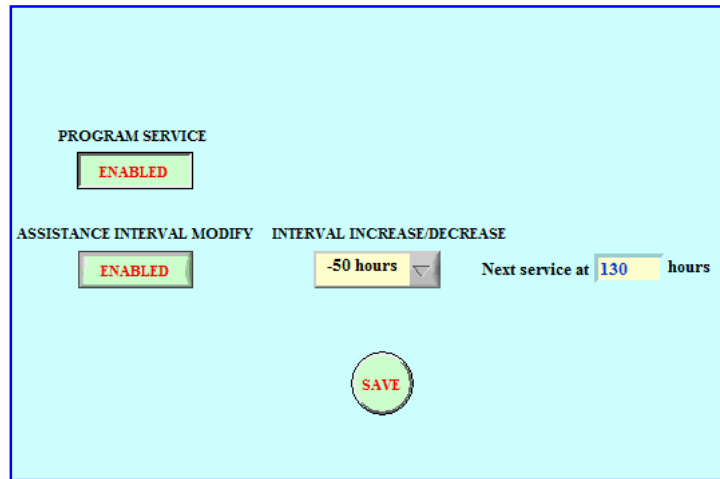 PROGRAM SERVICE
ENABLED
ASSISTANCE INTERVAL MODIFY INTERVAL INCREASE/DECREASE
ENABLED -50 hours Next service at 130 hours
SAVE